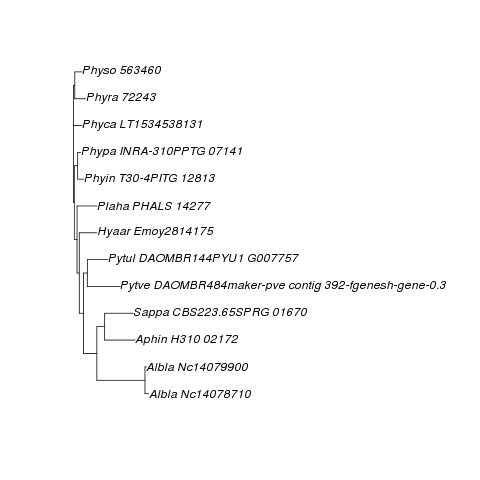 Physo 563460
Phyra 72243
Phyca LT1534538131
Phypa INRA-310PPTG 07141
Phyin T30-4PITG 12813
Plaha PHALS 14277
Hyaar Emoy2814175
Pytul DAOMBR144PYU1 G007757
Pytve DAOMBR484maker-pve contig 392-fgenesh-gene-0.3
Sappa CBS223.65SPRG 01670
Aphin H310 02172
Albla Nc14079900
Albla Nc14078710